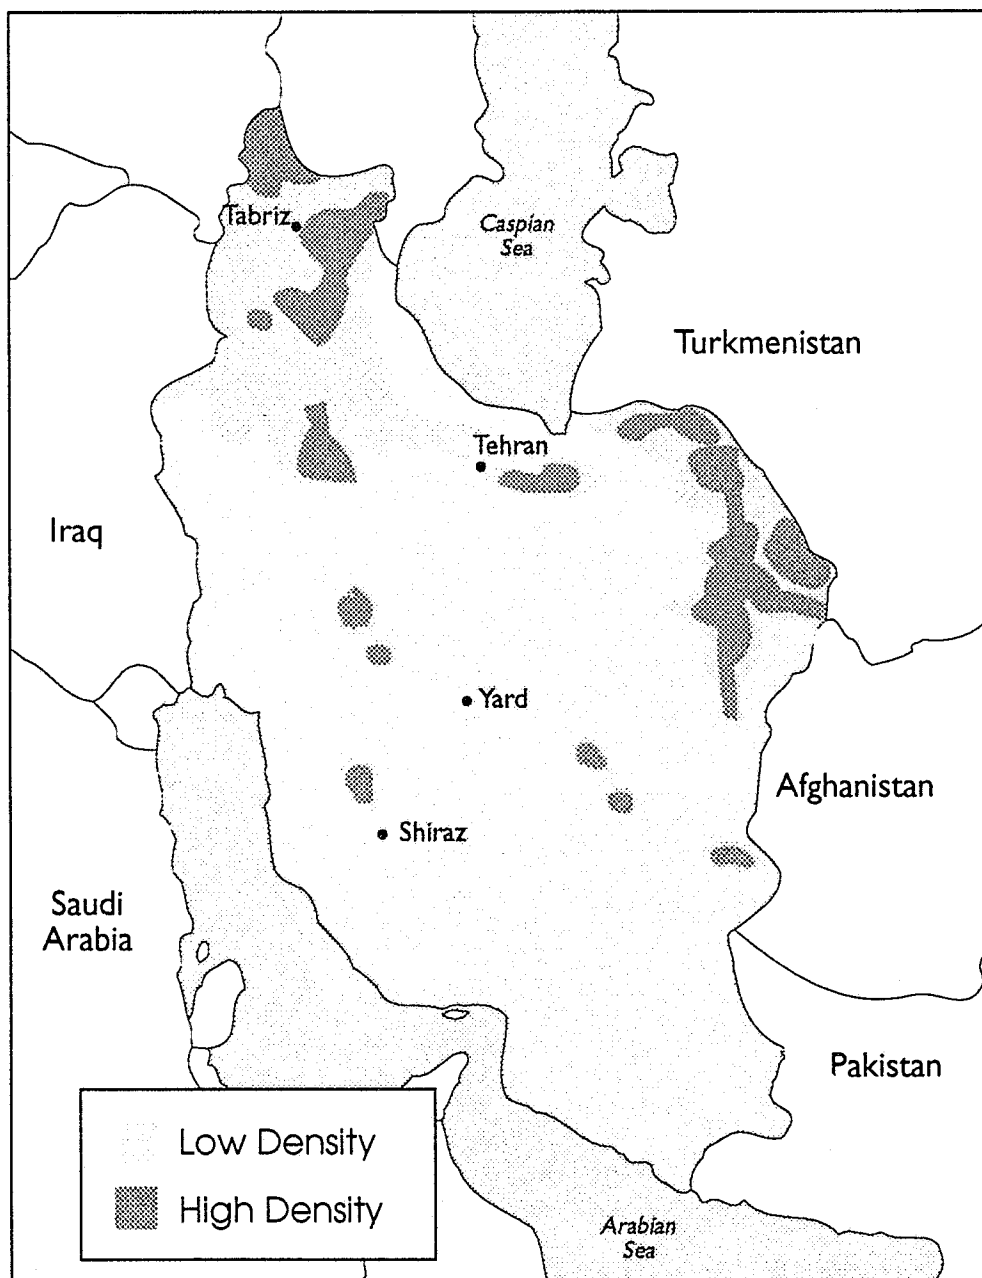 Tabriz
Caspian
Sea
Turkmenistan
Tehran
Iraq
Yard
Afghanistan
Shiraz
Saudi
Arabia
Pakistan
Low Density
High Density
Arabian
Sea